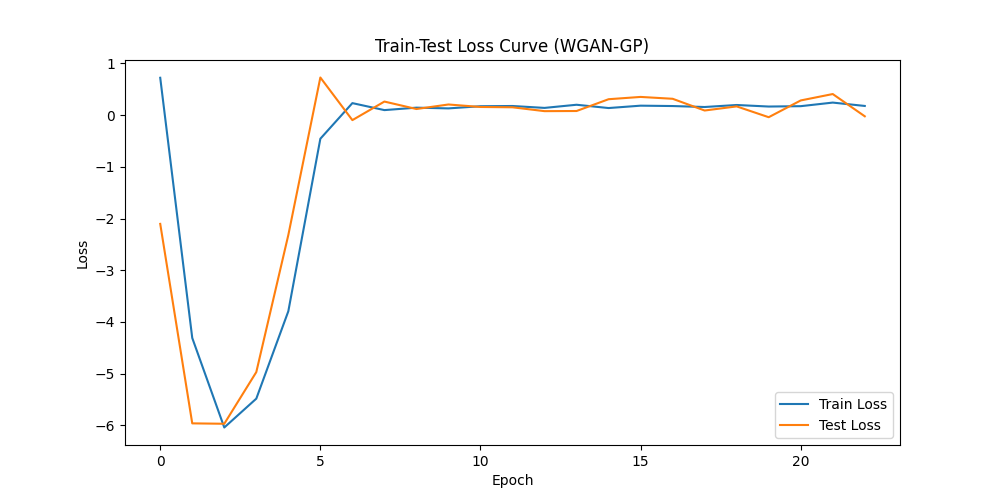 Train-Test Loss Curve (WGAN-GP)
1
0
−1
−2
−3
−4
−5
−6
Loss
0
5
10
15
20
Epoch
Train Loss
Test Loss